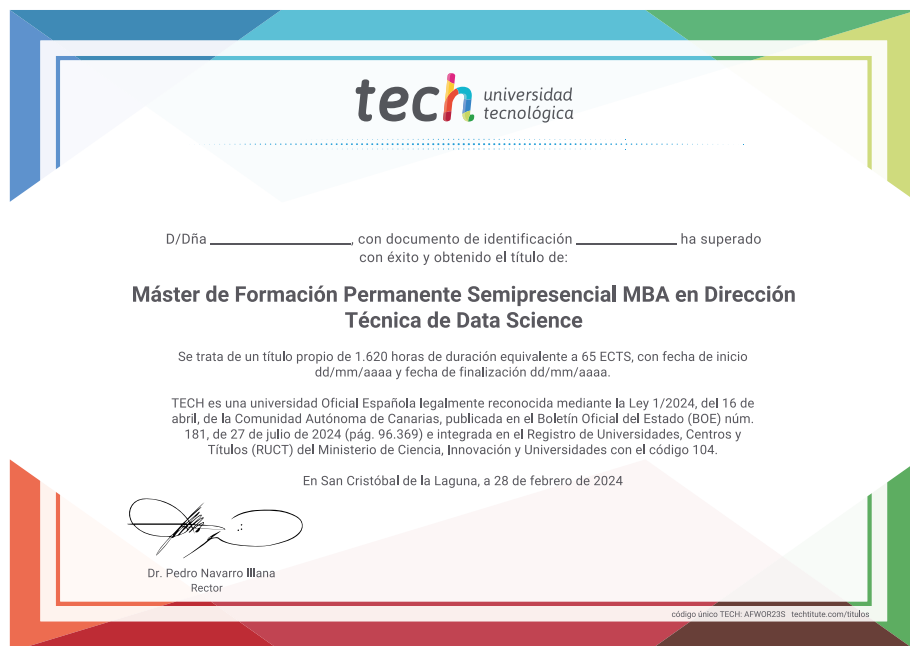 tech universidad
tecnológica
D/Dña ______________, con documento de identificación __________ ha superado
con éxito y obtenido el título de:
Máster de Formación Permanente Semipresencial MBA en Dirección
Técnica de Data Science
Se trata de un título propio de 1.620 horas de duración equivalente a 65 ECTS, con fecha de inicio
dd/mm/aaaa y fecha de finalización dd/mm/aaaa.
TECH es una universidad Oficial Española legalmente reconocida mediante la Ley 1/2024, del 16 de
abril, de la Comunidad Autónoma de Canarias, publicada en el Boletín Oficial del Estado (BOE) núm.
181, de 27 de julio de 2024 (pág. 96.369) e integrada en el Registro de Universidades, Centros y
Títulos (RUCT) del Ministerio de Ciencia, Innovación y Universidades con el código 104.
En San Cristóbal de la Laguna, a 28 de febrero de 2024
Dr. Pedro Navarro Illana
Rector
código único TECH: AFWOR23S techtitute.com/titulos